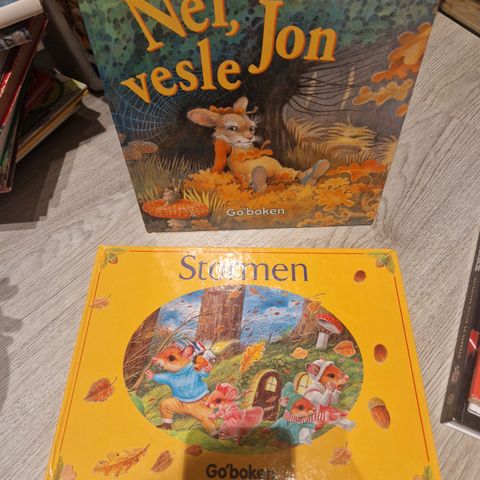 Nei,
vesle Jon
Go'boken
Stormen
Go'boken